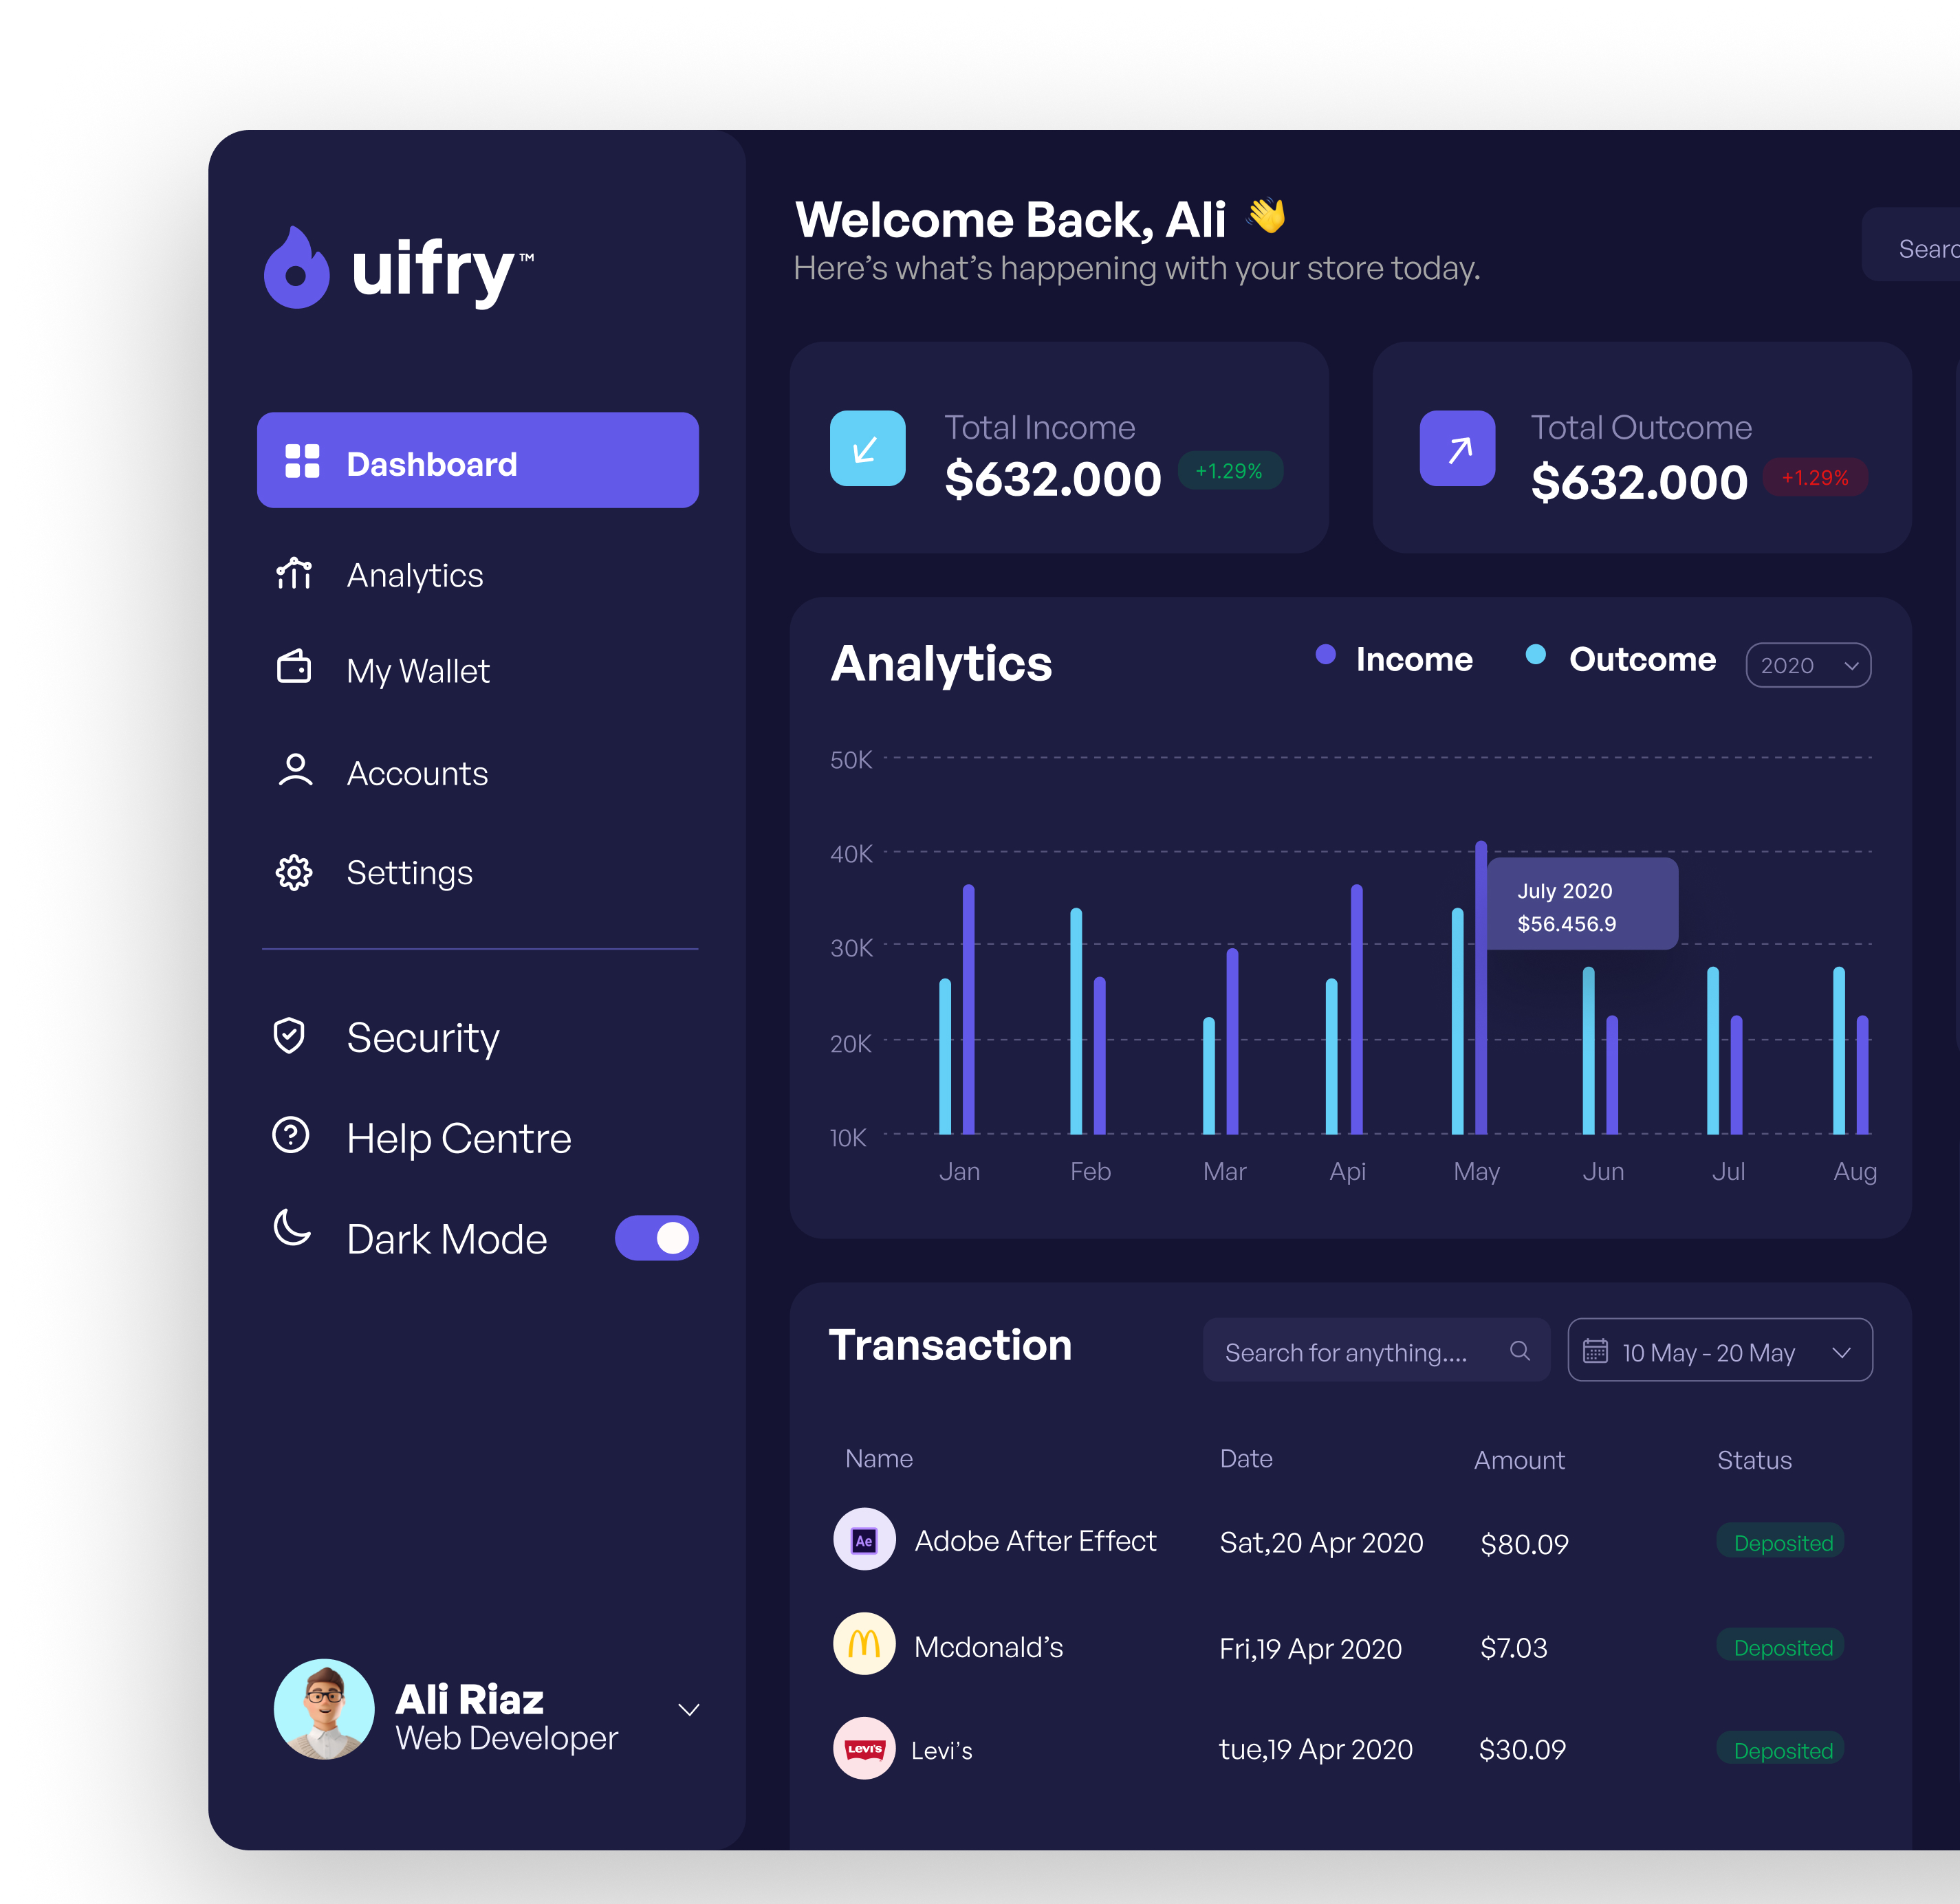 uifry™
Dashboard
Analytics
My Wallet
Accounts
Settings
Security
Help Centre
Dark Mode
Ali Riaz
Web Developer
Welcome Back, Ali 👋
Here’s what’s happening with your store today.
Searc
Total Income
$632.000 +1.29%
Total Outcome
$632.000 +1.29%
Analytics
Income Outcome 2020
50K
40K
30K
20K
10K
July 2020
$56.456.9
Jan Feb Mar Api May Jun Jul Aug
Transaction
Search for anything....
10 May - 20 May
Name Date Amount Status
Ae Adobe After Effect Sat,20 Apr 2020 $80.09 Deposited
Mcdonald’s Fri,19 Apr 2020 $7.03 Deposited
Levi's Levi’s tue,19 Apr 2020 $30.09 Deposited